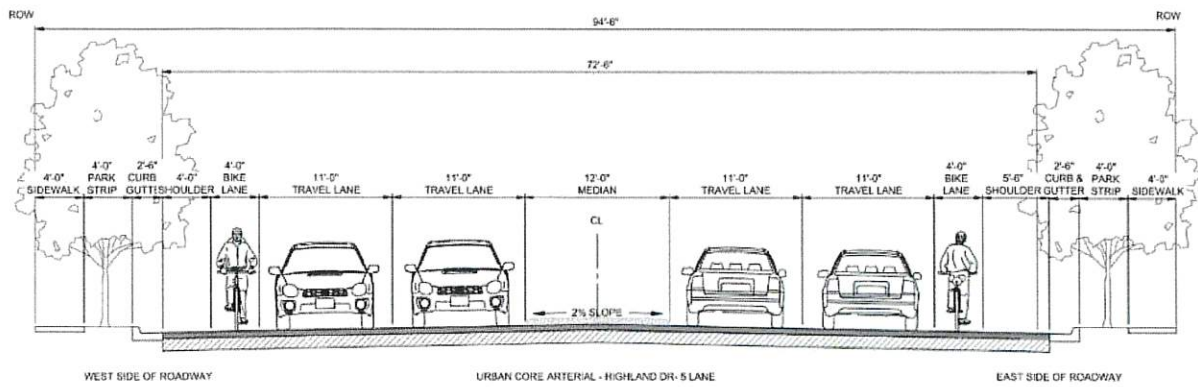 ROW
ROW
94'-6"
72'-6"
4'-0"
SIDEWALK
4'-0"
PARK
STRIP
2'-6"
CURB
GUTT
4'-0"
SHOULDER
4'-0"
BIKE
LANE
11'-0"
TRAVEL LANE
11'-0"
TRAVEL LANE
12'-0"
MEDIAN
11'-0"
TRAVEL LANE
11'-0"
TRAVEL LANE
4'-0"
BIKE
LANE
5'-6"
SHOULDER
2'-6"
CURB &
GUTTER
4'-0"
PARK
STRIP
4'-0"
SIDEWALK
CL
2% SLOPE
WEST SIDE OF ROADWAY
URBAN CORE ARTERIAL - HIGHLAND DR- 5 LANE
EAST SIDE OF ROADWAY